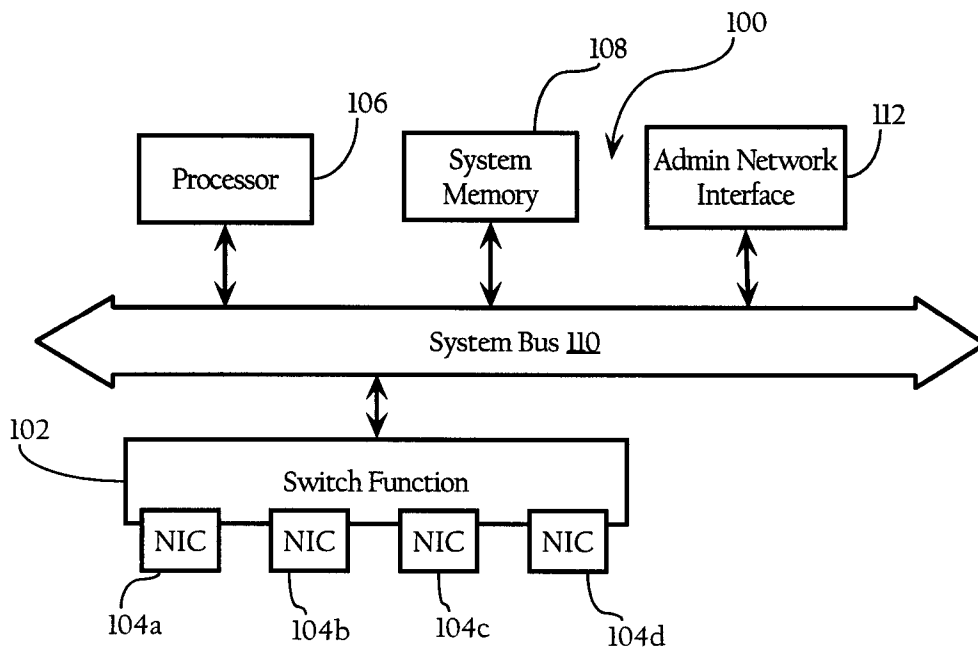 100
108
106
112
Processor
System
Memory
Admin Network
Interface
System Bus 110
102
Switch Function
NIC NIC NIC NIC
104a 104b 104c 104d